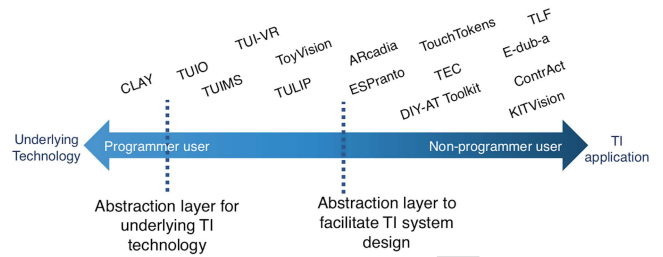 CLAY
TUIO
TUIMS
TUI-VR
ToyVision
TULIP
ARcadia
ESPranto
TouchTokens
TEC
DIY-AT Toolkit
TLF
E-dub-a
ContrAct
KITVision
Underlying
Technology
Programmer user
Non-programmer user
TI
application
Abstraction layer for
underlying TI
technology
Abstraction layer to
facilitate TI system
design